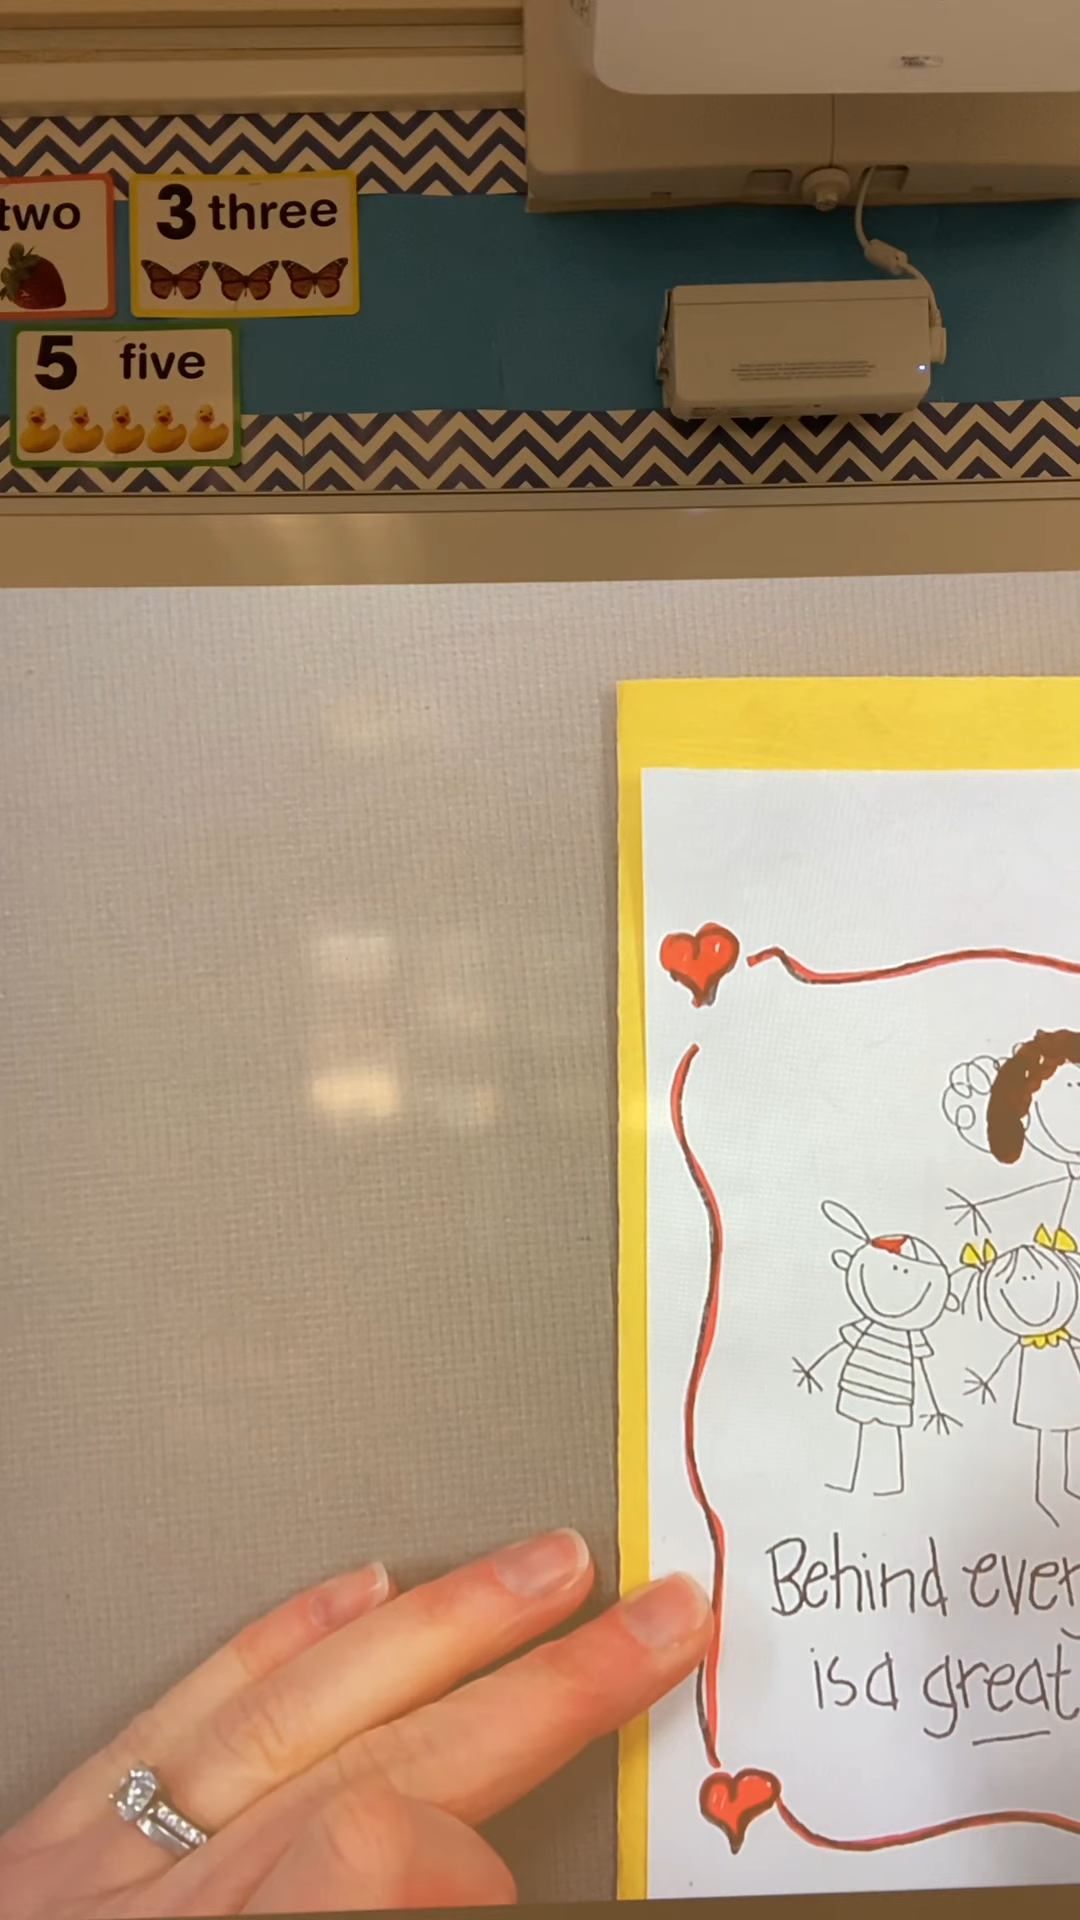 two
3 three
5 five
Behind ever
is a great